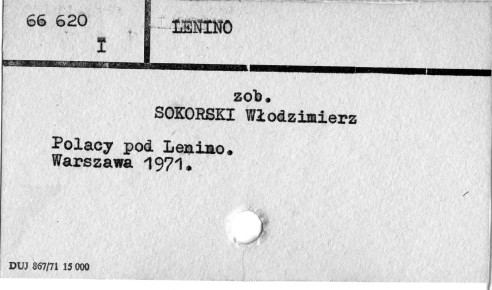 66 620
I
LENINO
zob.
SOKORSKI Włodzimierz
Polacy pod Lenino.
Warszawa 1971.
DUJ 867/71 15 000